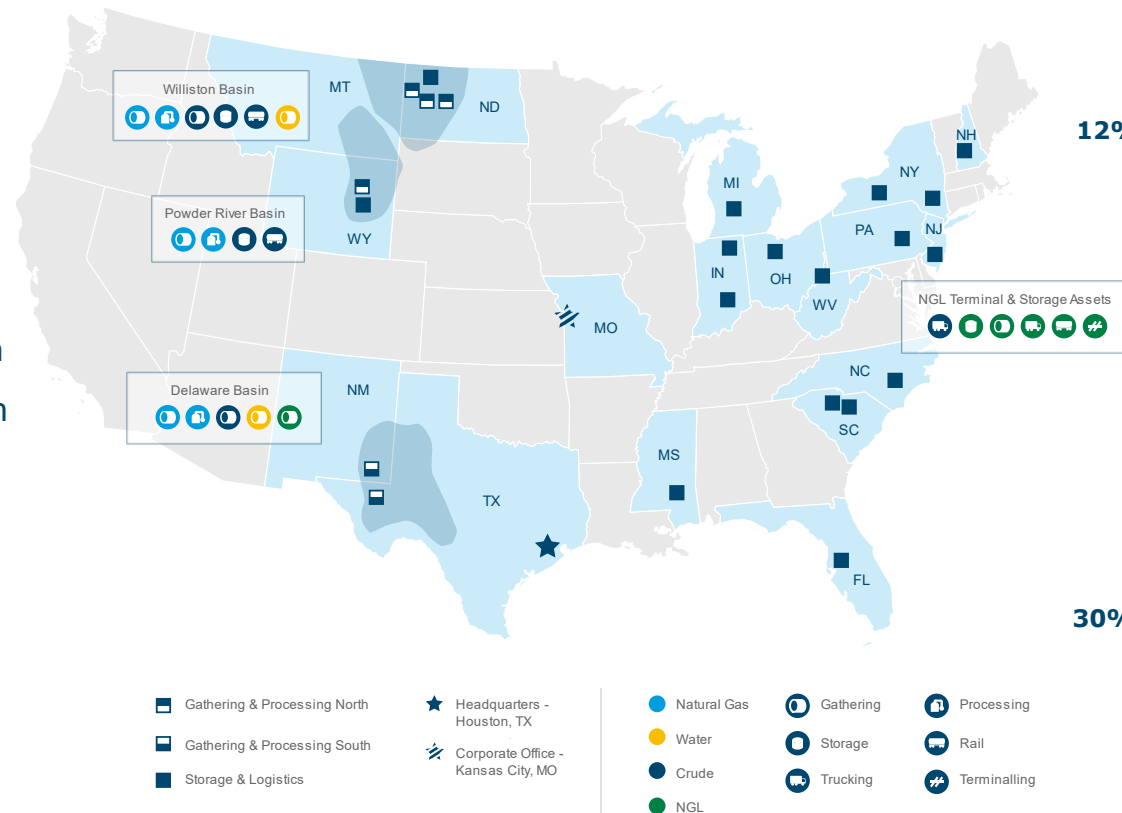 Williston Basin
MT
ND
Powder River Basin
WY
NH
NY
MI
PA
NJ
IN
OH
WV
NGL Terminal & Storage Assets
MO
Delaware Basin
NM
NC
SC
MS
TX
FL
12%
30%
Gathering & Processing North
Gathering & Processing South
Storage & Logistics
Headquarters -
Houston, TX
Corporate Office -
Kansas City, MO
Natural Gas
Water
Crude
NGL
Gathering
Storage
Trucking
Processing
Rail
Terminalling